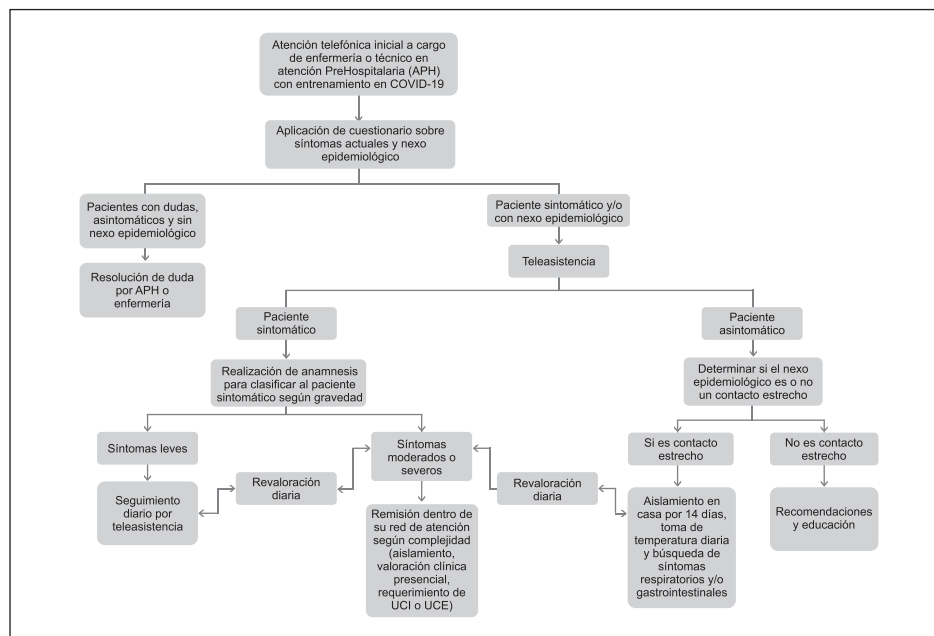 Atención telefónica inicial a cargo
de enfermería o técnico en
atención PreHospitalaria (APH)
con entrenamiento en COVID-19
Aplicación de cuestionario sobre
síntomas actuales y nexo
epidemiológico
Pacientes con dudas,
asintomáticos y sin
nexo epidemiológico
Paciente sintomático y/o
con nexo epidemiológico
Resolución de duda
por APH o
enfermería
Teleasistencia
Paciente
sintomático
Paciente
asintomático
Realización de anamnesis
para clasificar al paciente
sintomático según gravedad
Determinar si el nexo
epidemiológico es o no
un contacto estrecho
Síntomas leves
Síntomas
moderados o
severos
Si es contacto
estrecho
No es contacto
estrecho
Revaloración
diaria
Revaloración
diaria
Seguimiento
diario por
teleasistencia
Remisión dentro de
su red de atención
según complejidad
(aislamiento,
valoración clínica
presencial,
requerimiento de
UCI o UCE)
Aislamiento en
casa por 14 días,
toma de
temperatura diaria
y búsqueda de
síntomas
respiratorios y/o
gastrointestinales
Recomendaciones
y educación